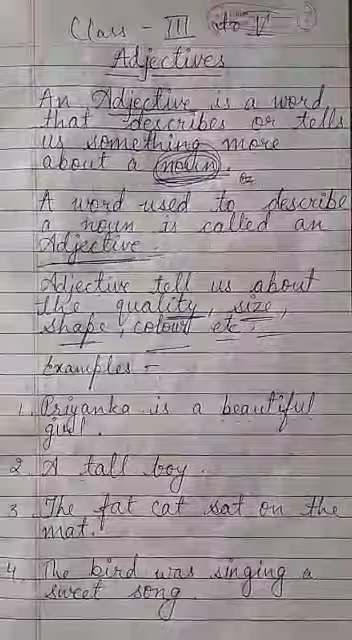 Class - III to V
Adjectives
An Adjective is a word
that describes or tells
us something more
about a noun.
or
A word used to describe
a noun is called an
Adjective.
Adjective tell us about
the quality, size,
shape, colour etc.
Examples -
1. Priyanka is a beautiful
girl.
2. A tall boy.
3. The fat cat sat on the
mat.
4. The bird was singing a
sweet song.